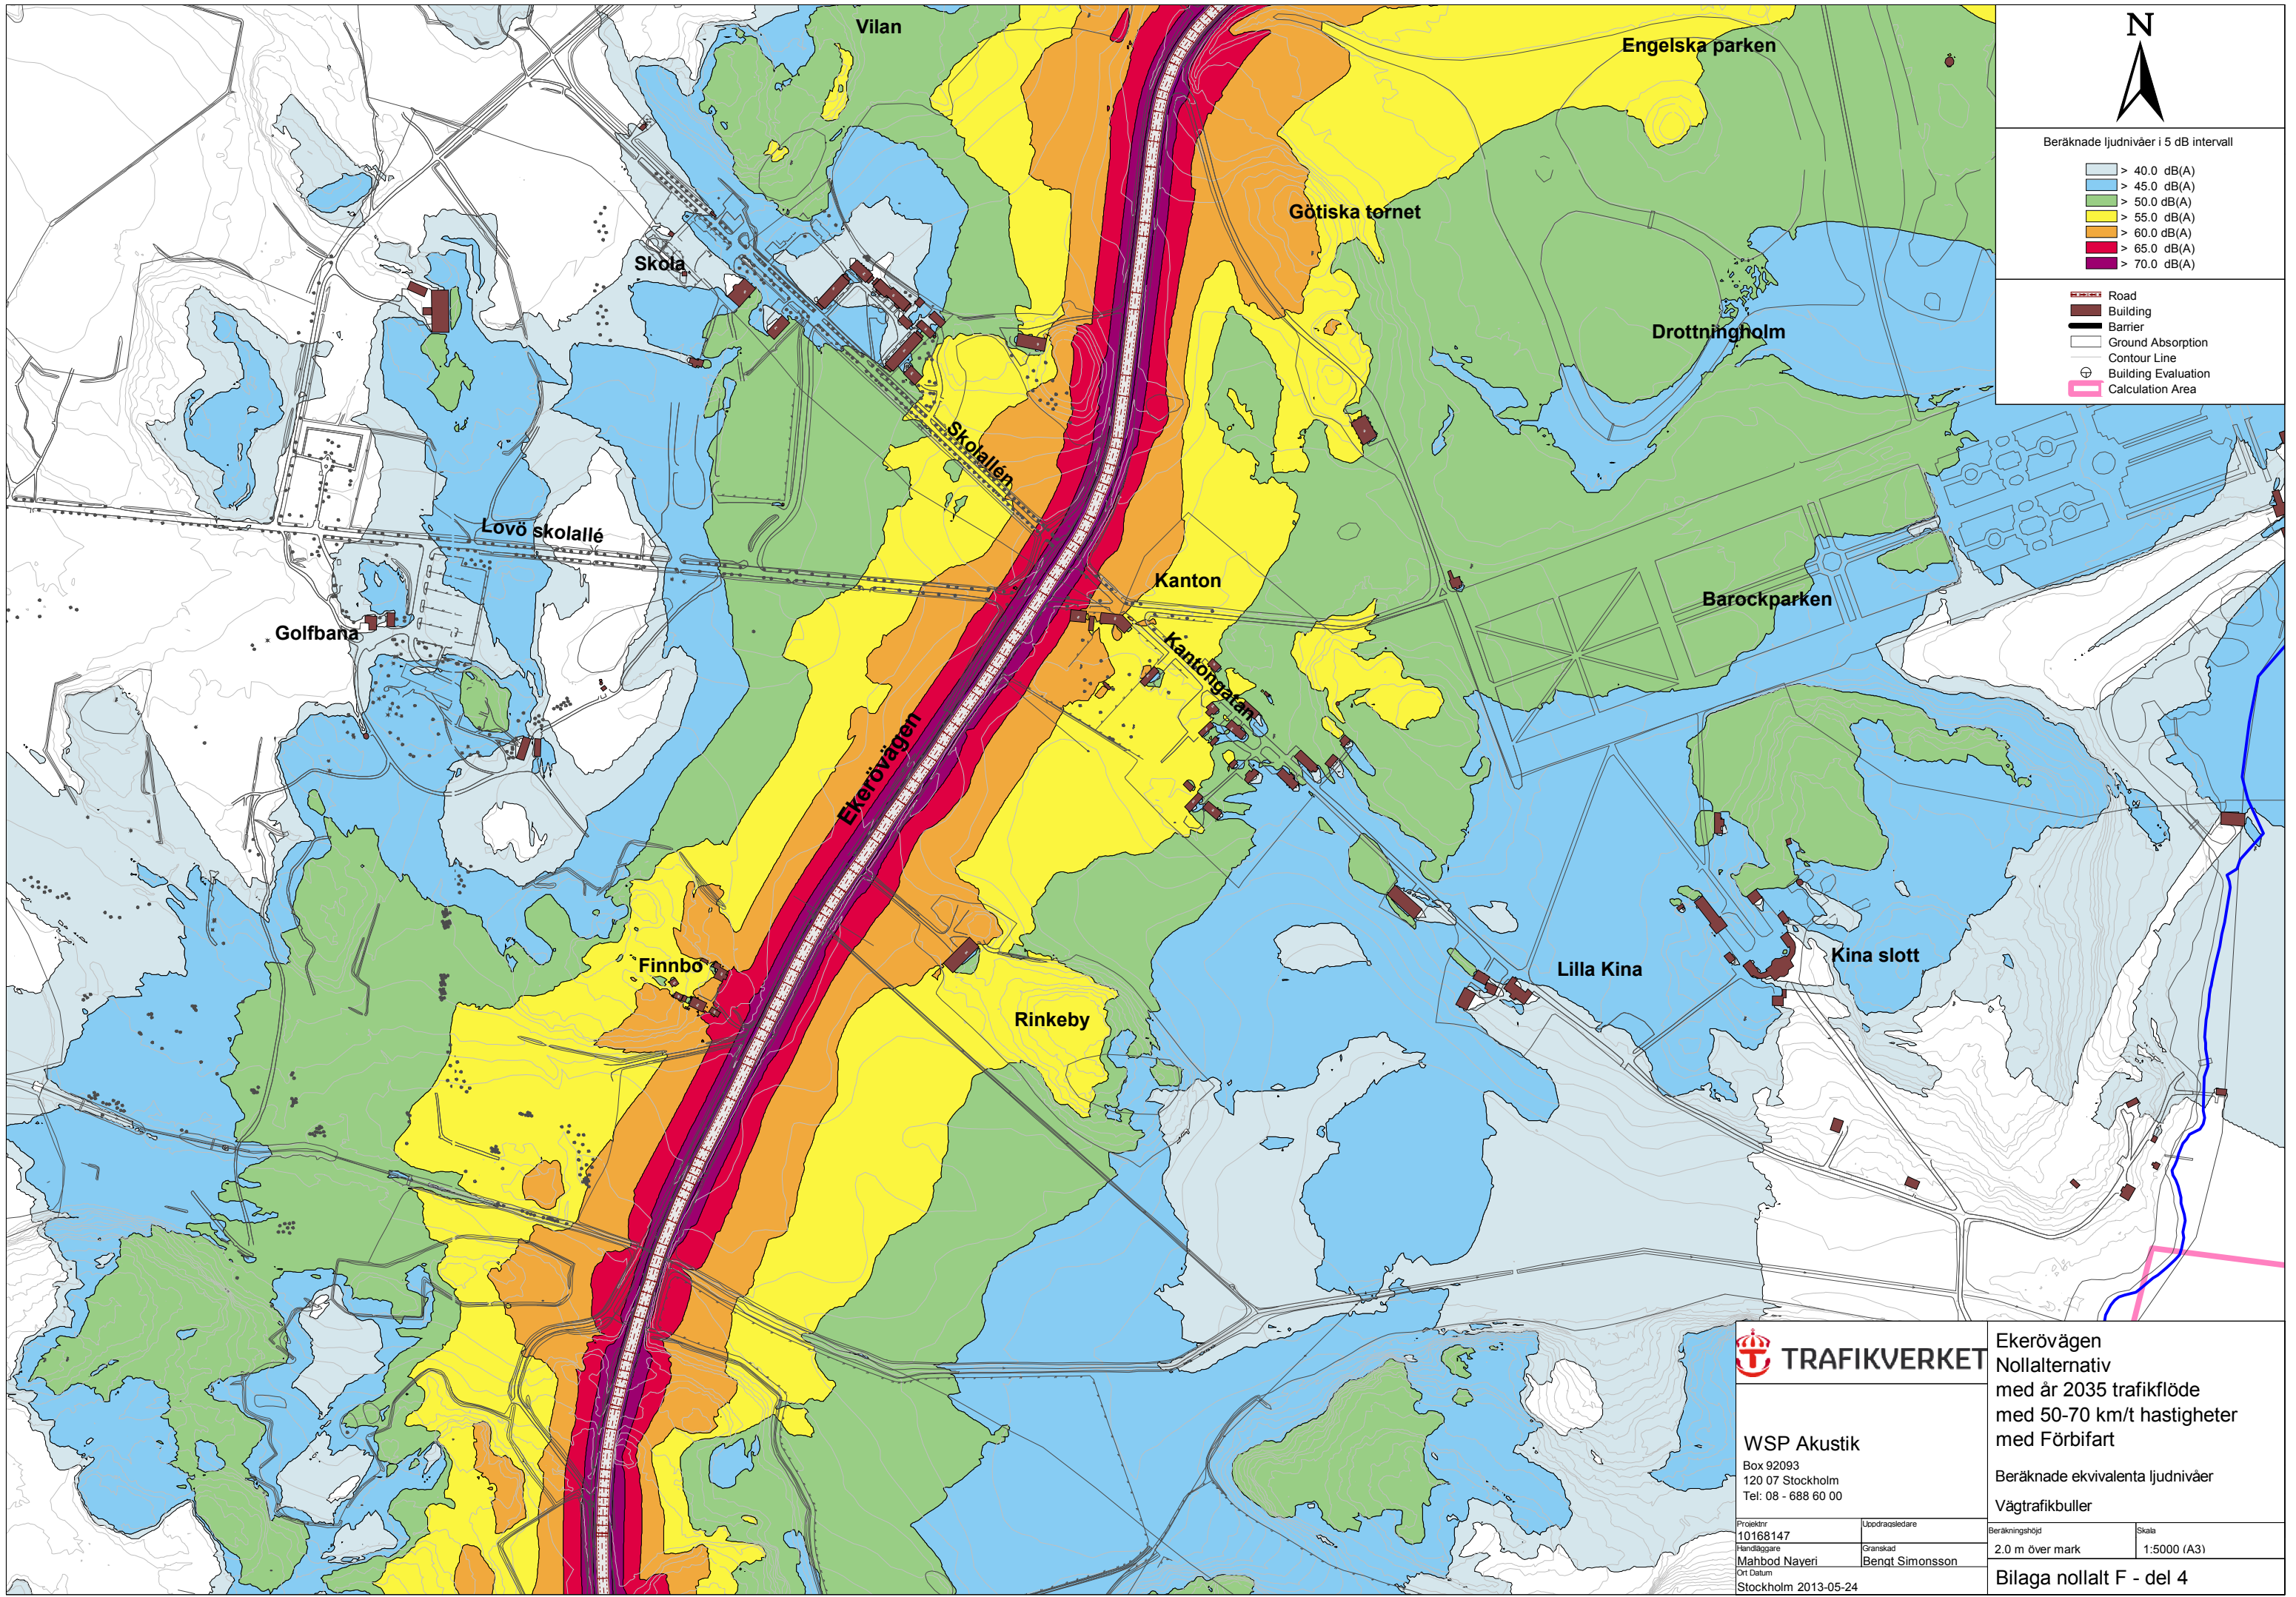 Vilan
Engelska parken
Götiska tornet
Skola
Drottningholm
Skolallén
Lovö skolallé
Kanton
Barockparken
Golfbana
Kantongatan
Ekerövägen
Finnbo
Lilla Kina
Kina slott
Rinkeby
N
Beräknade ljudnivåer i 5 dB intervall
> 40.0 dB(A)
> 45.0 dB(A)
> 50.0 dB(A)
> 55.0 dB(A)
> 60.0 dB(A)
> 65.0 dB(A)
> 70.0 dB(A)
Road
Building
Barrier
Ground Absorption
Contour Line
Building Evaluation
Calculation Area
TRAFIKVERKET
WSP Akustik
Box 92093
120 07 Stockholm
Tel: 08 - 688 60 00
Projektnr
10168147
Uppdragsledare
Handläggare
Mahbod Nayeri
Granskad
Bengt Simonsson
Ort Datum
Stockholm 2013-05-24
Ekerövägen
Nollalternativ
med år 2035 trafikflöde
med 50-70 km/t hastigheter
med Förbifart
Beräknade ekvivalenta ljudnivåer
Vägtrafikbuller
Beräkningshöjd
2.0 m över mark
Skala
1:5000 (A3)
Bilaga nollalt F - del 4